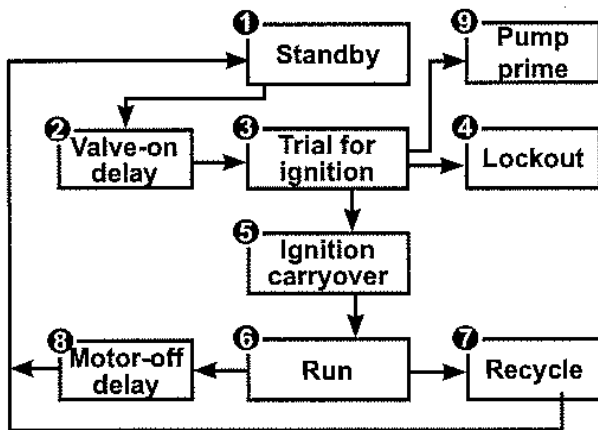 1
Standby
9
Pump
prime
2
Valve-on
delay
3
Trial for
ignition
4
Lockout
5
Ignition
carryover
8
Motor-off
delay
6
Run
7
Recycle